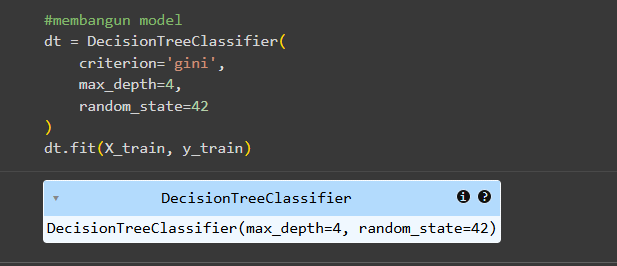 #membangun model
dt = DecisionTreeClassifier(
    criterion='gini',
    max_depth=4,
    random_state=42
)
dt.fit(X_train, y_train)
▾ DecisionTreeClassifier i ?
DecisionTreeClassifier(max_depth=4, random_state=42)